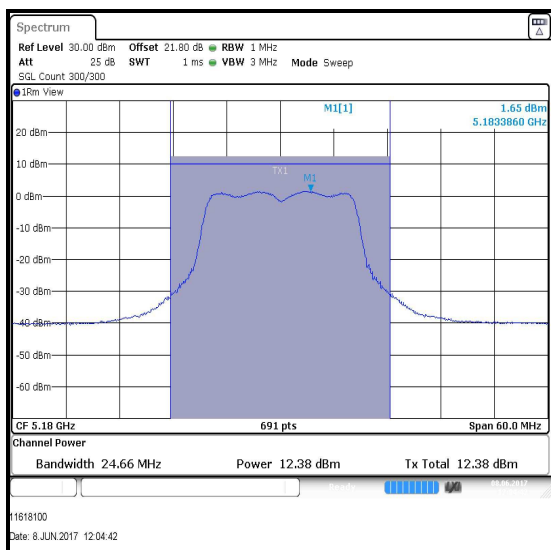 Spectrum
Ref Level 30.00 dBm Offset 21.80 dB RBW 1 MHz
Att 25 dB SWT 1 ms VBW 3 MHz Mode Sweep
SGL Count 300/300
1Rm View
M1[1] 1.65 dBm
5.1833860 GHz
20 dBm
10 dBm
TX1
M1
0 dBm
-10 dBm
-20 dBm
-30 dBm
-40 dBm
-50 dBm
-60 dBm
CF 5.18 GHz 691 pts Span 60.0 MHz
Channel Power
Bandwidth 24.66 MHz Power 12.38 dBm Tx Total 12.38 dBm
Ready 08.06.2017
11618100
Date: 8.JUN.2017 12:04:42